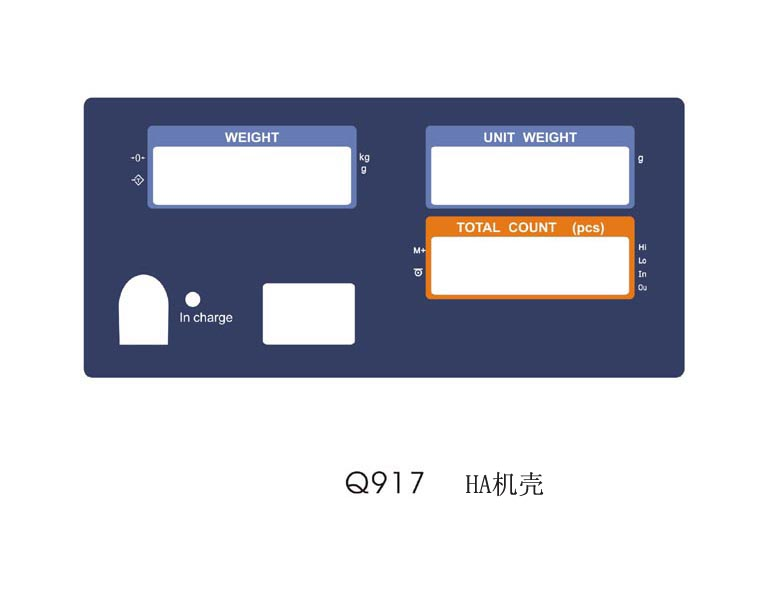 WEIGHT
→0←
T
kg
g
UNIT WEIGHT
g
TOTAL COUNT (pcs)
M+
Hi
Lo
In
Ou
In charge
Q917 HA机壳